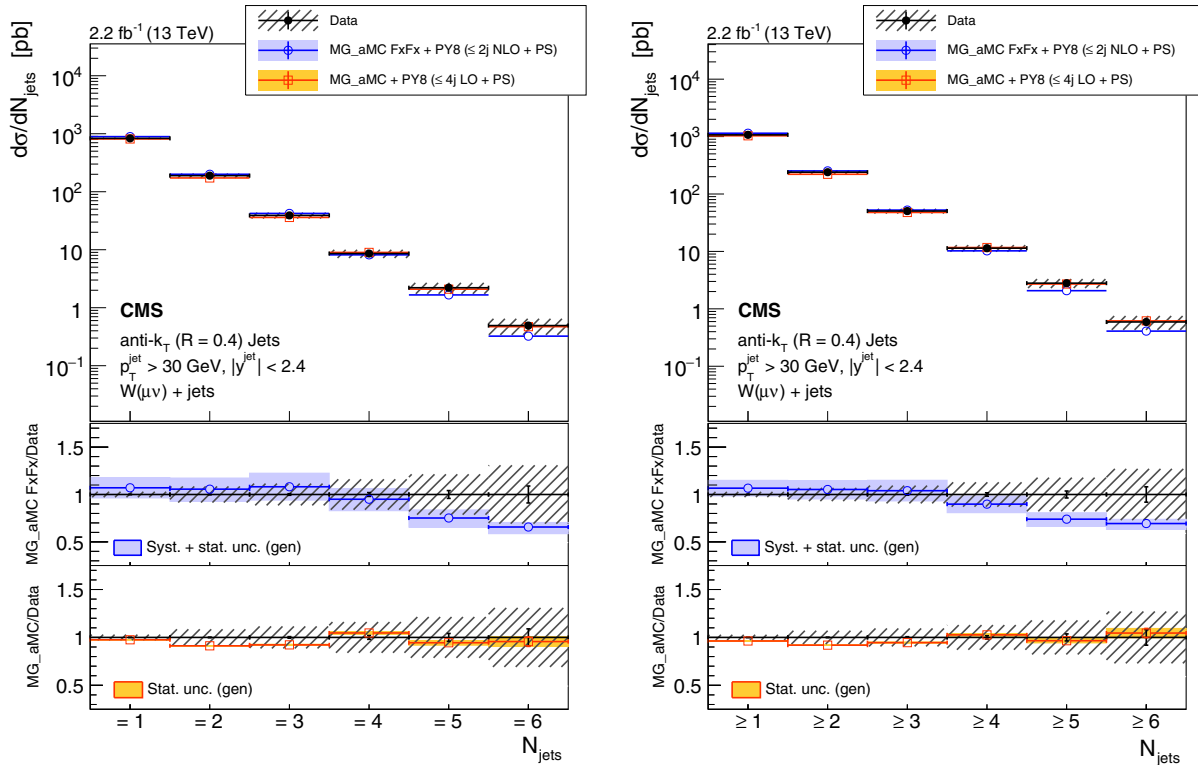 2.2 fb⁻¹ (13 TeV)
Data
MG_aMC FxFx + PY8 (≤ 2j NLO + PS)
MG_aMC + PY8 (≤ 4j LO + PS)
dσ/dN_jets [pb]
10⁴
10³
10²
10
1
10⁻¹
CMS
anti-k_T (R = 0.4) Jets
p_T^jet > 30 GeV, |y^jet| < 2.4
W(μν) + jets
MG_aMC FxFx/Data
1.5
1
0.5
Syst. + stat. unc. (gen)
MG_aMC/Data
1.5
1
0.5
Stat. unc. (gen)
= 1 = 2 = 3 = 4 = 5 = 6
N_jets
2.2 fb⁻¹ (13 TeV)
Data
MG_aMC FxFx + PY8 (≤ 2j NLO + PS)
MG_aMC + PY8 (≤ 4j LO + PS)
dσ/dN_jets [pb]
10⁴
10³
10²
10
1
10⁻¹
CMS
anti-k_T (R = 0.4) Jets
p_T^jet > 30 GeV, |y^jet| < 2.4
W(μν) + jets
MG_aMC FxFx/Data
1.5
1
0.5
Syst. + stat. unc. (gen)
MG_aMC/Data
1.5
1
0.5
Stat. unc. (gen)
≥ 1 ≥ 2 ≥ 3 ≥ 4 ≥ 5 ≥ 6
N_jets